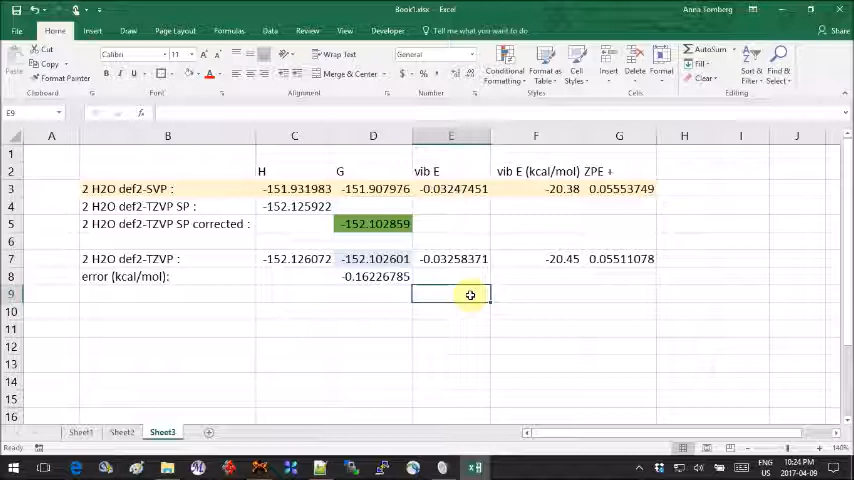 Book1.xlsx — Excel
Anna Tomberg
File Home Insert Draw Page Layout Formulas Data Review View Developer Tell me what you want to do Share
Cut
Copy
Format Painter
Paste
Clipboard
Calibri 11
B I U
Font
Wrap Text
Merge & Center
Alignment
General
$ % ,
Number
Conditional Formatting
Format as Table
Cell Styles
Styles
Insert Delete Format
Cells
AutoSum
Fill
Clear
Sort & Filter
Find & Select
Editing
E9 fx
A B C D E F G H I J
1
2 H G vib E vib E (kcal/mol) ZPE +
3 2 H2O def2-SVP : -151.931983 -151.907976 -0.03247451 -20.38 0.05553749
4 2 H2O def2-TZVP SP : -152.125922
5 2 H2O def2-TZVP SP corrected : -152.102859
6
7 2 H2O def2-TZVP : -152.126072 -152.102601 -0.03258371 -20.45 0.05511078
8 error (kcal/mol): -0.16226785
9
10
11
12
13
14
15
16
Sheet1 Sheet2 Sheet3
Ready 140%
ENG 10:24 PM
US 2017-04-09